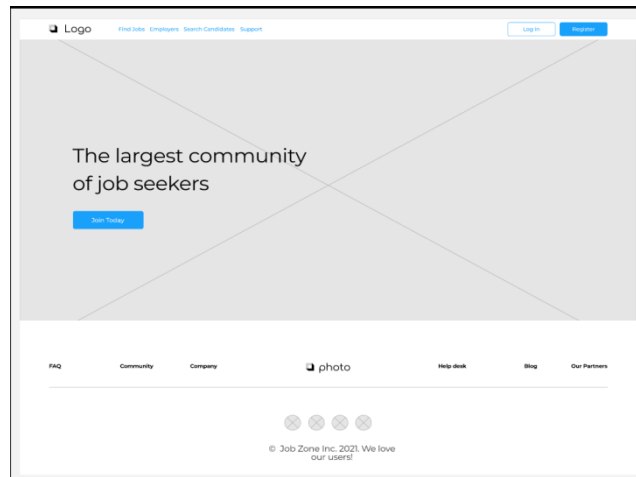 Logo
Find Jobs Employers Search Candidates Support
Log In
Register
The largest community
of job seekers
Join Today
FAQ Community Company photo Help desk Blog Our Partners
© Job Zone Inc. 2021. We love
our users!